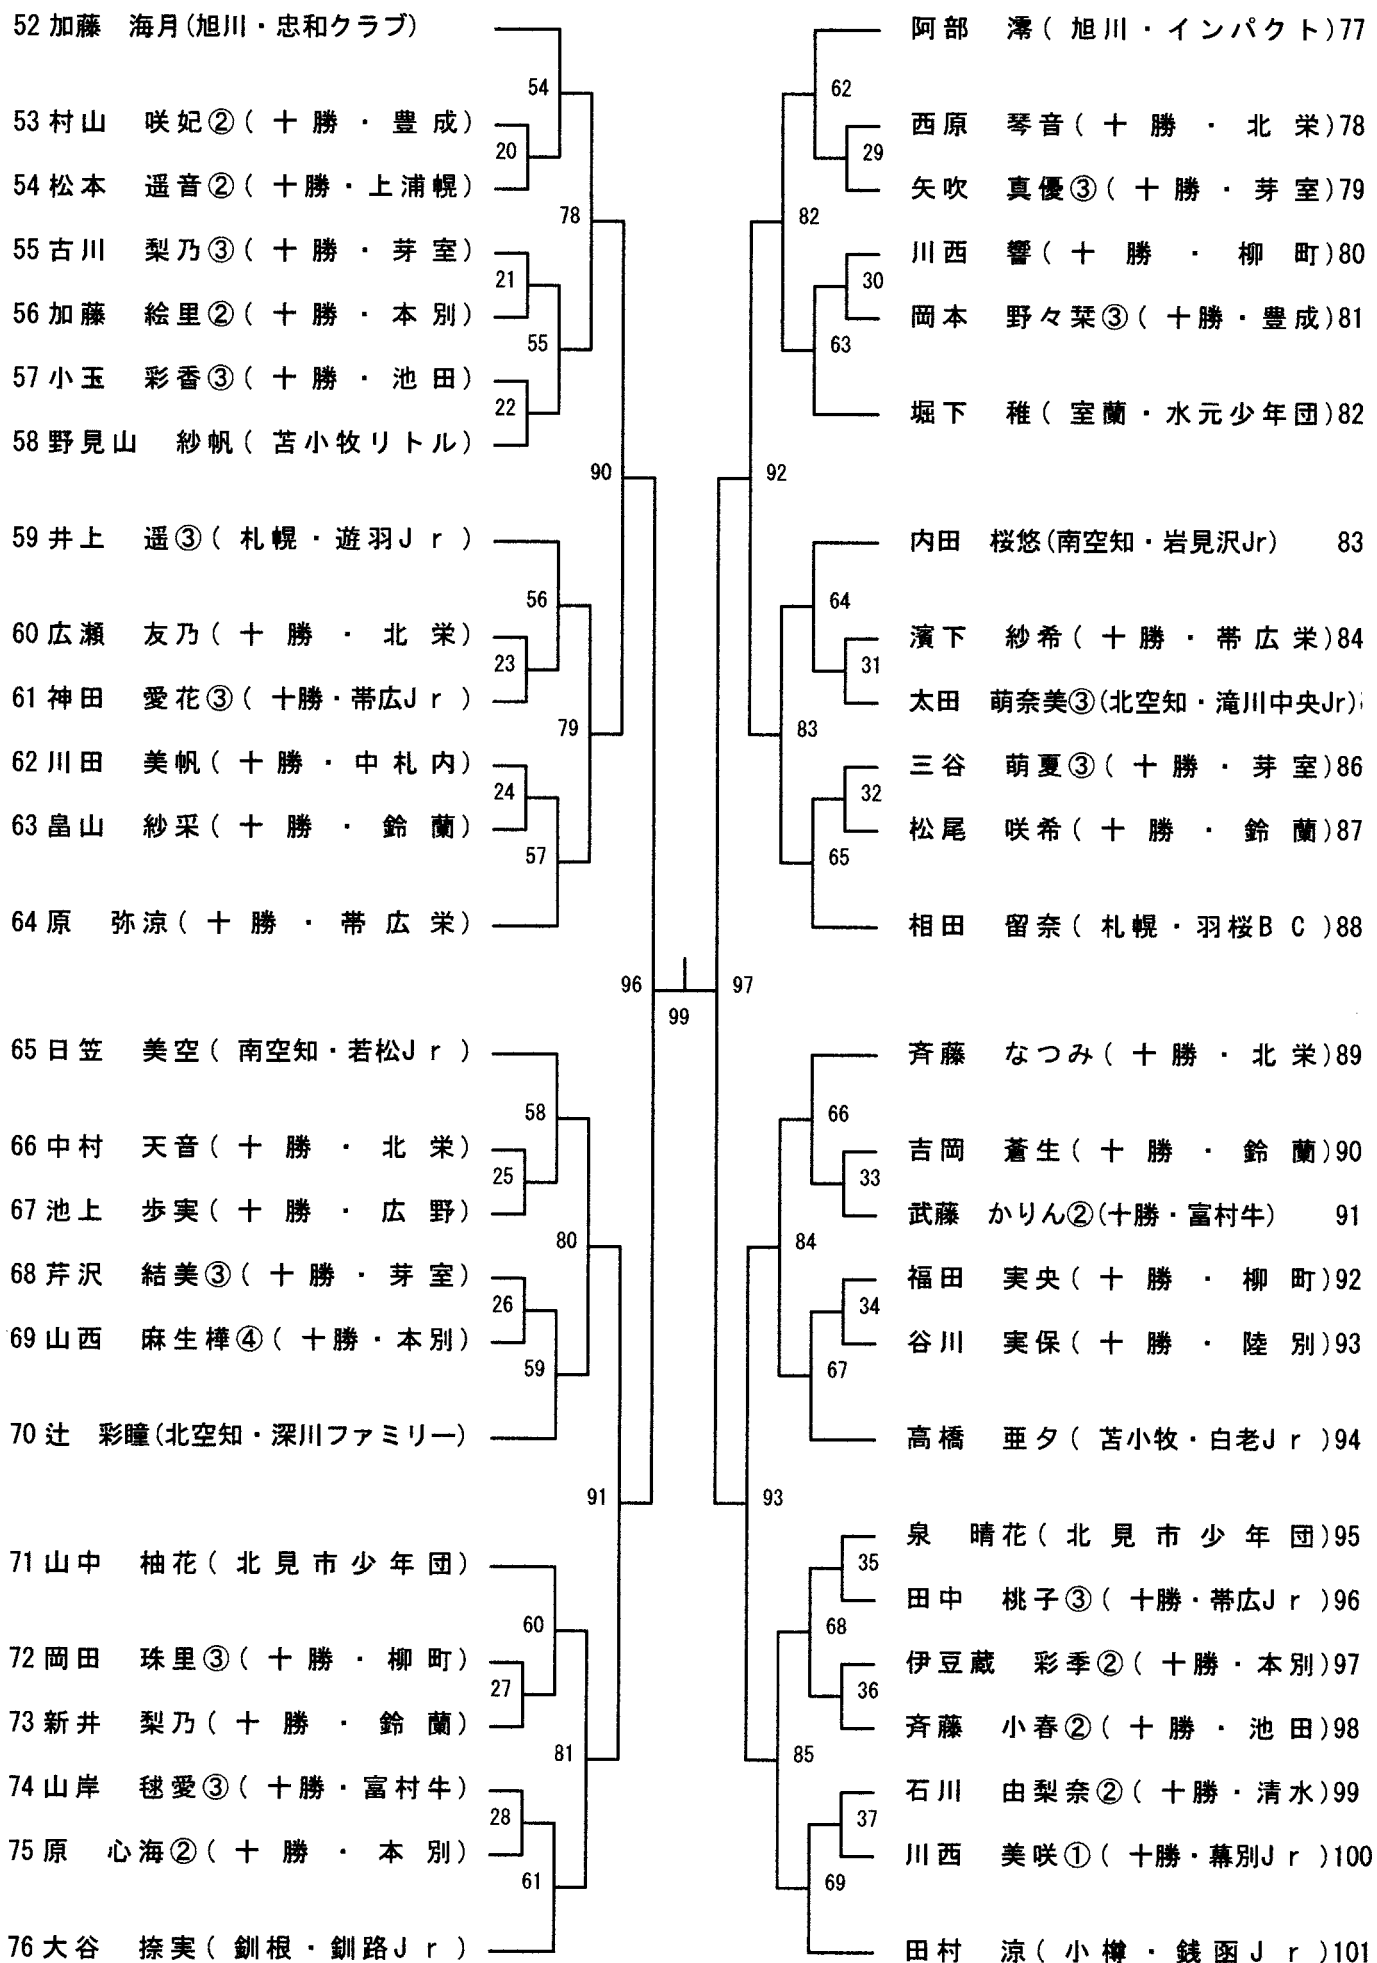 52 加藤 海月(旭川・忠和クラブ)
54
53 村山 咲妃②(十勝・豊成)
20
54 松本 遥音②(十勝・上浦幌)
78
55 古川 梨乃③(十勝・芽室)
21
56 加藤 絵里②(十勝・本別)
55
57 小玉 彩香③(十勝・池田)
22
58 野見山 紗帆(苫小牧リトル)
90
59 井上 遥③(札幌・遊羽Jr)
56
60 広瀬 友乃(十勝・北栄)
23
61 神田 愛花③(十勝・帯広Jr)
79
62 川田 美帆(十勝・中札内)
24
63 畠山 紗采(十勝・鈴蘭)
57
64 原 弥涼(十勝・帯広栄)
96
99
65 日笠 美空(南空知・若松Jr)
58
66 中村 天音(十勝・北栄)
25
67 池上 歩実(十勝・広野)
80
68 芹沢 結美③(十勝・芽室)
26
69 山西 麻生樺④(十勝・本別)
59
70 辻 彩瞳(北空知・深川ファミリー)
91
71 山中 柚花(北見市少年団)
60
72 岡田 珠里③(十勝・柳町)
27
73 新井 梨乃(十勝・鈴蘭)
81
74 山岸 毬愛③(十勝・富村牛)
28
75 原 心海②(十勝・本別)
61
76 大谷 捺実(釧根・釧路Jr)
阿部 澪(旭川・インパクト)77
62
西原 琴音(十勝・北栄)78
29
矢吹 真優③(十勝・芽室)79
82
川西 響(十勝・柳町)80
30
岡本 野々栞③(十勝・豊成)81
63
堀下 稚(室蘭・水元少年団)82
92
内田 桜悠(南空知・岩見沢Jr) 83
64
濱下 紗希(十勝・帯広栄)84
31
太田 萌奈美③(北空知・滝川中央Jr)
83
三谷 萌夏③(十勝・芽室)86
32
松尾 咲希(十勝・鈴蘭)87
65
相田 留奈(札幌・羽桜BC)88
97
斉藤 なつみ(十勝・北栄)89
66
吉岡 蒼生(十勝・鈴蘭)90
33
武藤 かりん②(十勝・富村牛) 91
84
福田 実央(十勝・柳町)92
34
谷川 実保(十勝・陸別)93
67
高橋 亜夕(苫小牧・白老Jr)94
93
泉 晴花(北見市少年団)95
35
田中 桃子③(十勝・帯広Jr)96
68
伊豆蔵 彩季②(十勝・本別)97
36
斉藤 小春②(十勝・池田)98
85
石川 由梨奈②(十勝・清水)99
37
川西 美咲①(十勝・幕別Jr)100
69
田村 涼(小樽・銭函Jr)101